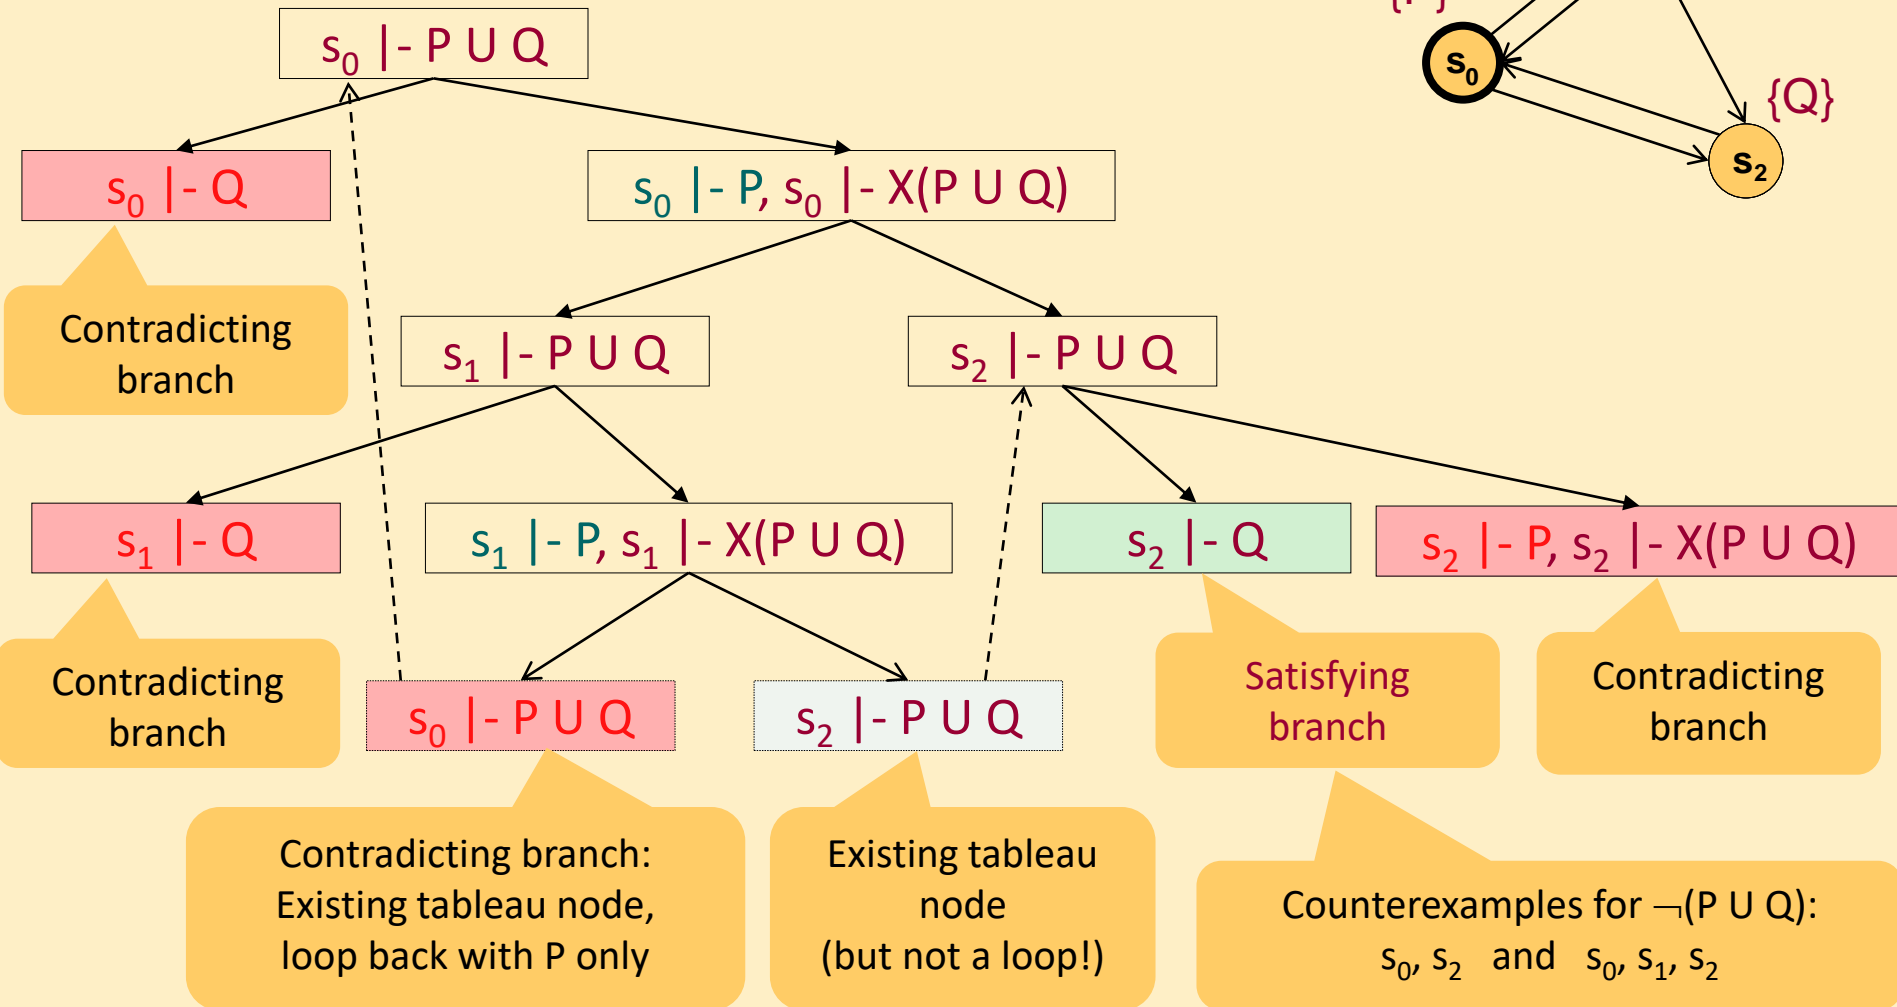 s₀ |- P U Q
s₀
{Q}
s₂
s₀ |- Q
s₀ |- P, s₀ |- X(P U Q)
Contradicting
branch
s₁ |- P U Q
s₂ |- P U Q
s₁ |- Q
s₁ |- P, s₁ |- X(P U Q)
s₂ |- Q
s₂ |- P, s₂ |- X(P U Q)
Contradicting
branch
s₀ |- P U Q
s₂ |- P U Q
Satisfying
branch
Contradicting
branch
Contradicting branch:
Existing tableau node,
loop back with P only
Existing tableau
node
(but not a loop!)
Counterexamples for ¬(P U Q):
s₀, s₂ and s₀, s₁, s₂